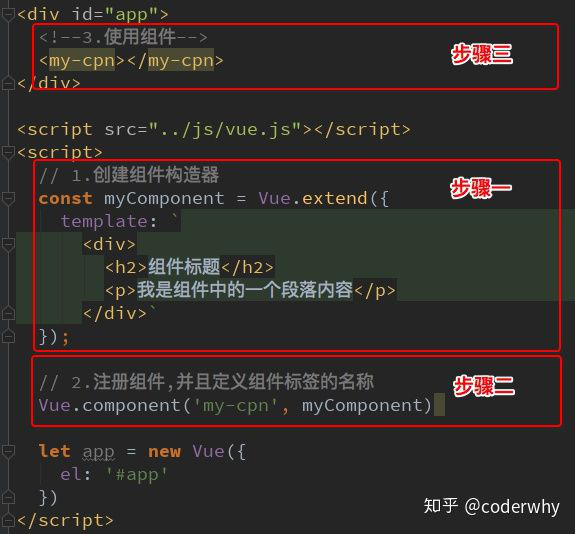 <div id="app">
<!--3.使用组件-->
<my-cpn></my-cpn>
步骤三
</div>
<script src="../js/vue.js"></script>
<script>
// 1.创建组件构造器
步骤一
const myComponent = Vue.extend({
template: `
<div>
<h2>组件标题</h2>
<p>我是组件中的一个段落内容</p>
</div>`
});
// 2.注册组件,并且定义组件标签的名称
步骤二
Vue.component('my-cpn', myComponent)
let app = new Vue({
el: '#app'
})
</script>
知乎 @coderwhy